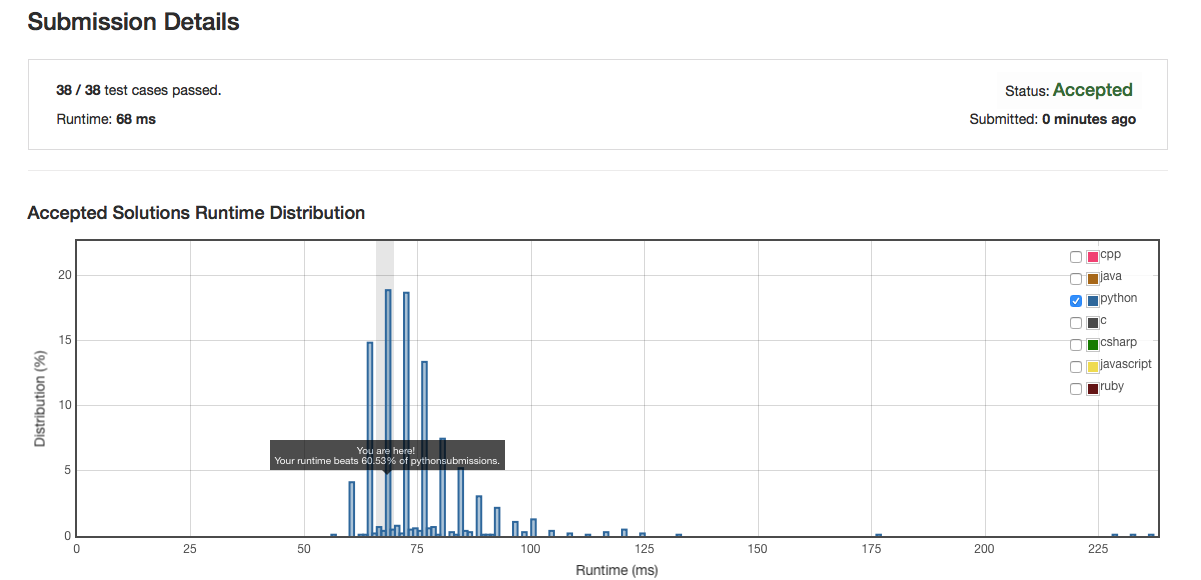 Submission Details
38 / 38 test cases passed.
Status: Accepted
Runtime: 68 ms
Submitted: 0 minutes ago
Accepted Solutions Runtime Distribution
cpp
java
python
c
csharp
javascript
ruby
20
15
10
5
0
Distribution (%)
You are here!
Your runtime beats 60.53% of pythonsubmissions.
0
25
50
75
100
125
150
175
200
225
Runtime (ms)